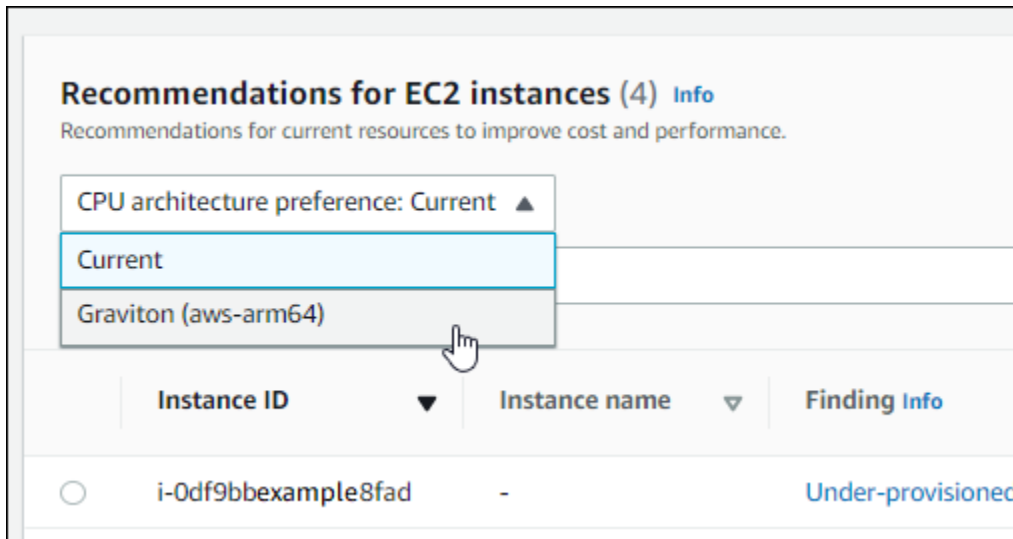 Recommendations for EC2 instances (4) Info
Recommendations for current resources to improve cost and performance.
CPU architecture preference: Current
Current
Graviton (aws-arm64)
Instance ID Instance name Finding Info
i-0df9bbexample8fad - Under-provisioned